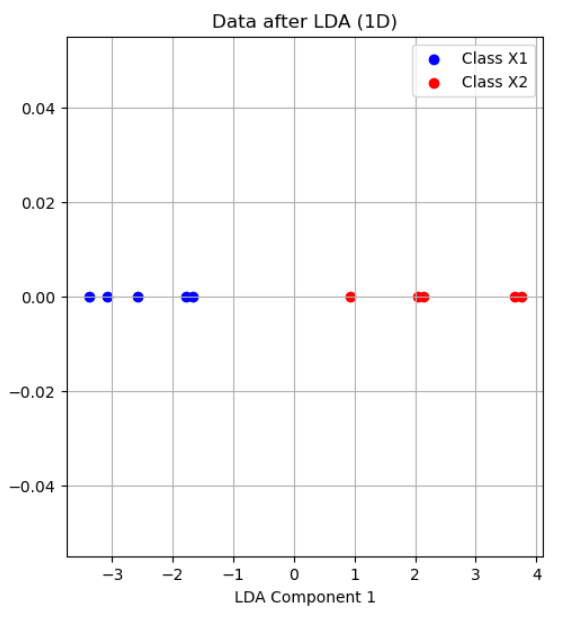 Data after LDA (1D)
Class X1
Class X2
0.04
0.02
0.00
−0.02
−0.04
−3 −2 −1 0 1 2 3 4
LDA Component 1